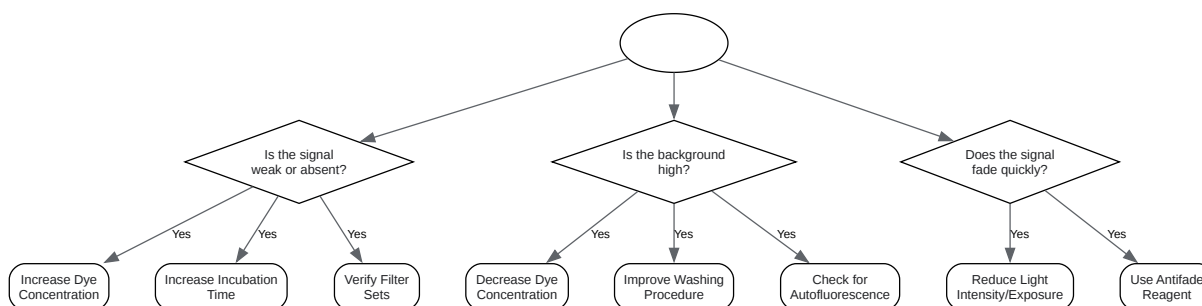 Is the signal
weak or absent?
Is the background
high?
Does the signal
fade quickly?
Yes
Yes
Yes
Yes
Yes
Yes
Yes
Yes
Increase Dye
Concentration
Increase Incubation
Time
Verify Filter
Sets
Decrease Dye
Concentration
Improve Washing
Procedure
Check for
Autofluorescence
Reduce Light
Intensity/Exposure
Use Antifade
Reagent